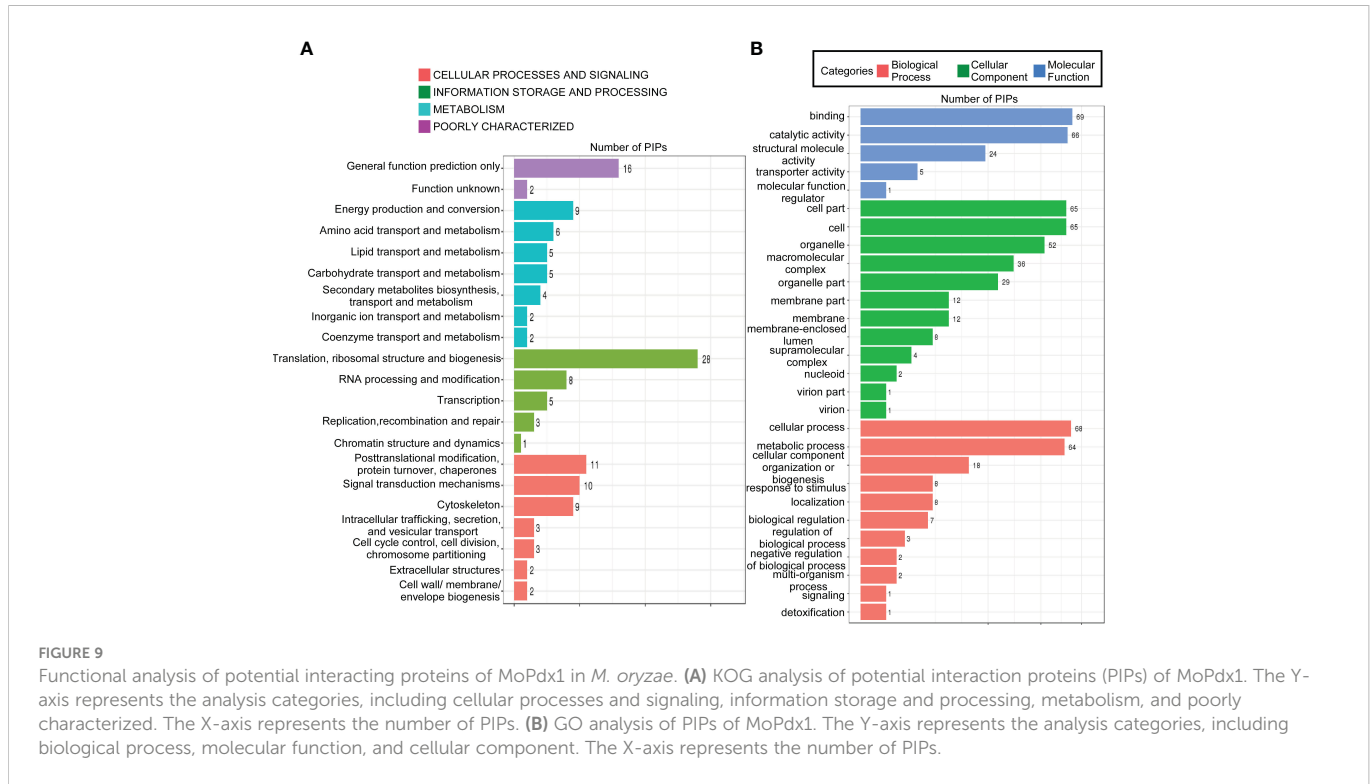 A
CELLULAR PROCESSES AND SIGNALING
INFORMATION STORAGE AND PROCESSING
METABOLISM
POORLY CHARACTERIZED
Number of PIPs
General function prediction only 16
Function unknown 2
Energy production and conversion 9
Amino acid transport and metabolism 6
Lipid transport and metabolism 5
Carbohydrate transport and metabolism 5
Secondary metabolites biosynthesis,
transport and metabolism 4
Inorganic ion transport and metabolism 2
Coenzyme transport and metabolism 2
Translation, ribosomal structure and biogenesis 28
RNA processing and modification 8
Transcription 5
Replication,recombination and repair 3
Chromatin structure and dynamics 1
Posttranslational modification,
protein turnover, chaperones 11
Signal transduction mechanisms 10
Cytoskeleton 9
Intracellular trafficking, secretion,
and vesicular transport 3
Cell cycle control, cell division,
chromosome partitioning 3
Extracellular structures 2
Cell wall/ membrane/
envelope biogenesis 2
B
Categories Biological Process Cellular Component Molecular Function
Number of PIPs
binding 69
catalytic activity 66
structural molecule
activity 24
transporter activity 5
molecular function
regulator 1
cell part 65
cell 65
organelle 52
macromolecular
complex 36
organelle part 29
membrane part 12
membrane 12
membrane-enclosed
lumen 8
supramolecular
complex 4
nucleoid 2
virion part 1
virion 1
cellular process 68
metabolic process 64
cellular component
organization or
biogenesis 18
response to stimulus 8
localization 8
biological regulation 7
regulation of
biological process 3
negative regulation
of biological process 2
multi-organism
process 2
signaling 1
detoxification 1
FIGURE 9
Functional analysis of potential interacting proteins of MoPdx1 in M. oryzae. (A) KOG analysis of potential interaction proteins (PIPs) of MoPdx1. The Y-
axis represents the analysis categories, including cellular processes and signaling, information storage and processing, metabolism, and poorly
characterized. The X-axis represents the number of PIPs. (B) GO analysis of PIPs of MoPdx1. The Y-axis represents the analysis categories, including
biological process, molecular function, and cellular component. The X-axis represents the number of PIPs.